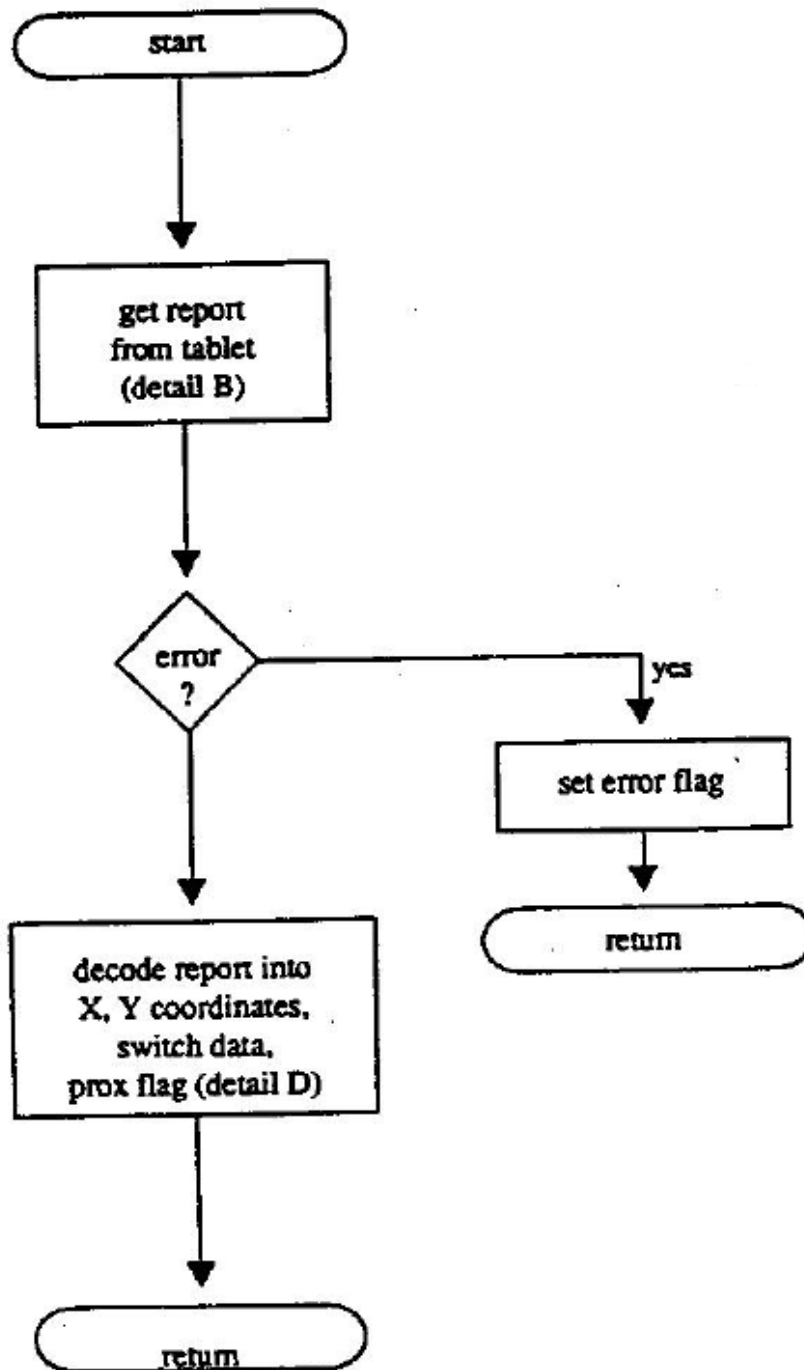 start
get report
from tablet
(detail B)
error
?
yes
set error flag
return
decode report into
X, Y coordinates,
switch data,
prox flag (detail D)
return